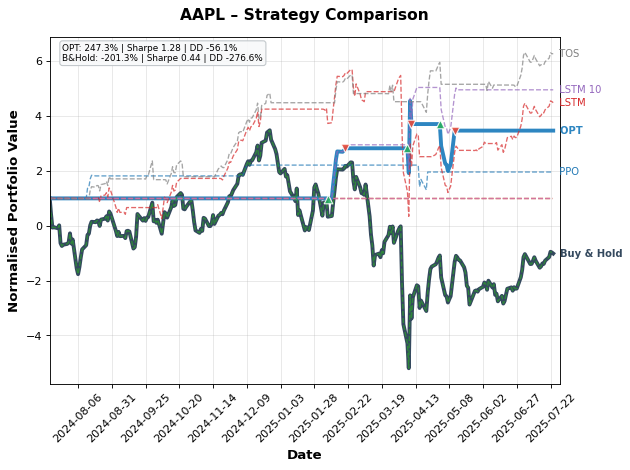 AAPL – Strategy Comparison
OPT: 247.3% | Sharpe 1.28 | DD -56.1%
B&Hold: -201.3% | Sharpe 0.44 | DD -276.6%
Normalised Portfolio Value
6
4
2
0
−2
−4
TOS
LSTM 10
LSTM
OPT
PPO
Buy & Hold
2024-08-06
2024-08-31
2024-09-25
2024-10-20
2024-11-14
2024-12-09
2025-01-03
2025-01-28
2025-02-22
2025-03-19
2025-04-13
2025-05-08
2025-06-02
2025-06-27
2025-07-22
Date